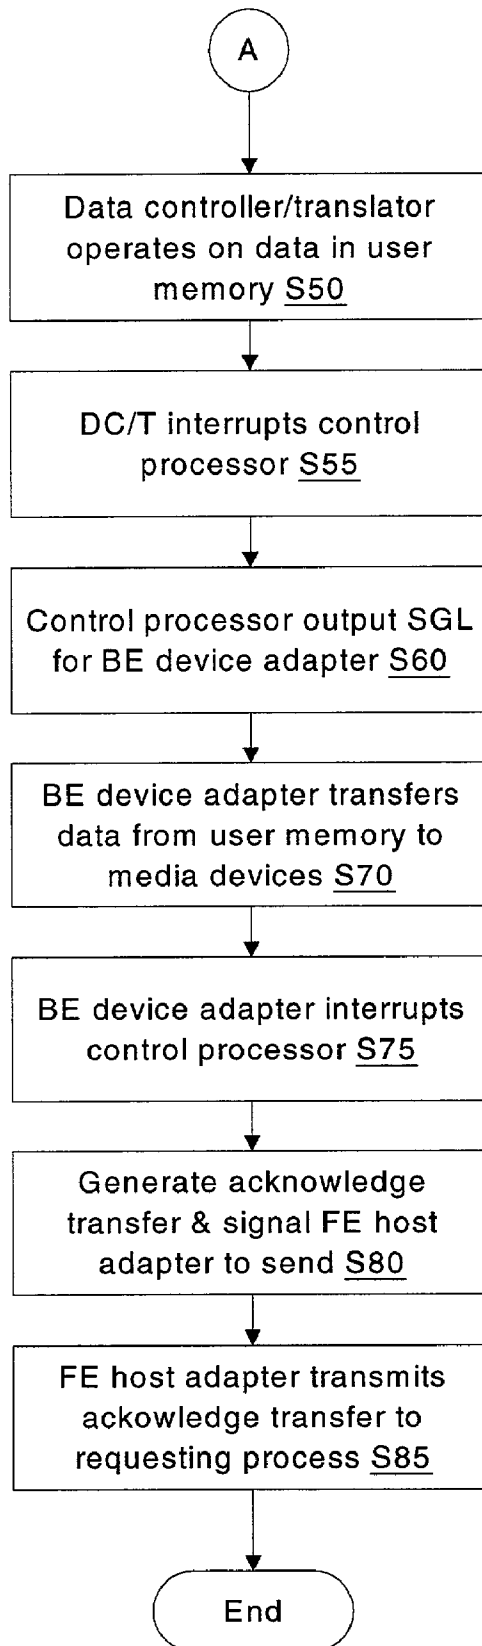 A
Data controller/translator
operates on data in user
memory S50
DC/T interrupts control
processor S55
Control processor output SGL
for BE device adapter S60
BE device adapter transfers
data from user memory to
media devices S70
BE device adapter interrupts
control processor S75
Generate acknowledge
transfer & signal FE host
adapter to send S80
FE host adapter transmits
ackowledge transfer to
requesting process S85
End